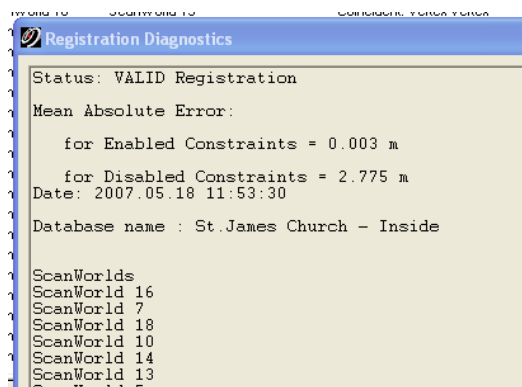 Registration Diagnostics
Status: VALID Registration
Mean Absolute Error:
for Enabled Constraints = 0.003 m
for Disabled Constraints = 2.775 m
Date: 2007.05.18 11:53:30
Database name : St.James Church - Inside
ScanWorlds
ScanWorld 16
ScanWorld 7
ScanWorld 18
ScanWorld 10
ScanWorld 14
ScanWorld 13